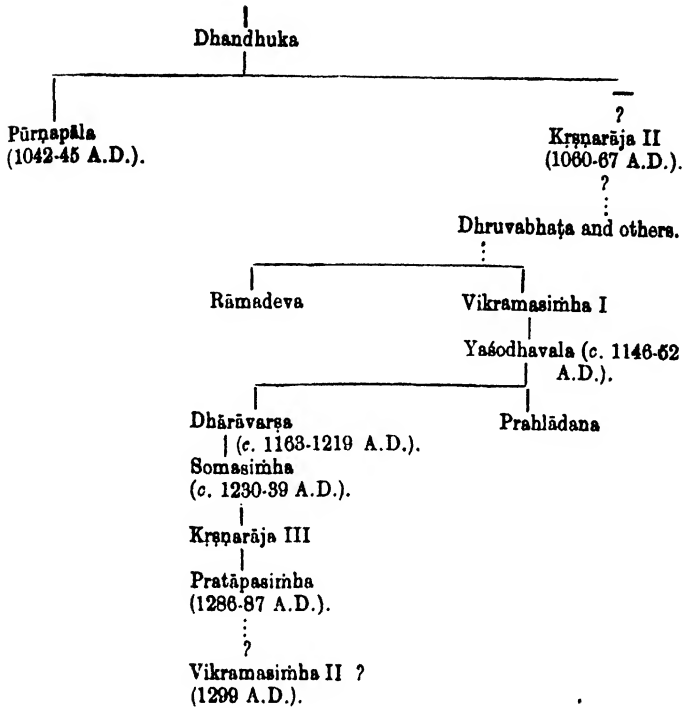 Dhandhuka
?
Pūrṇapāla
(1042-45 A.D.).
Kṛṣṇarāja II
(1060-67 A.D.).
?
Dhruvabhaṭa and others.
Rāmadeva
Vikramasiṁha I
Yaśodhavala (c. 1146-52
A.D.).
Dhārāvarṣa
(c. 1163-1219 A.D.).
Prahlādana
Somasiṁha
(c. 1230-39 A.D.).
Kṛṣṇarāja III
Pratāpasiṁha
(1286-87 A.D.).
?
Vikramasiṁha II ?
(1299 A.D.).